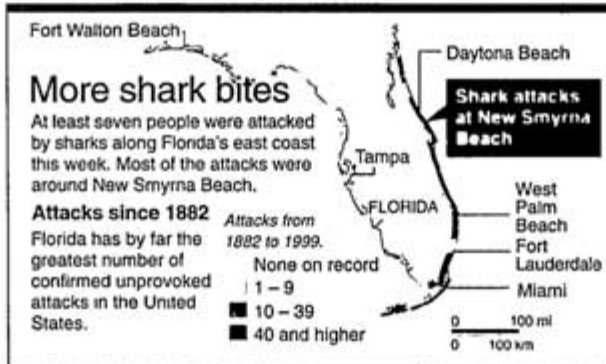 Fort Walton Beach
More shark bites
At least seven people were attacked
by sharks along Florida's east coast
this week. Most of the attacks were
around New Smyrna Beach.
Attacks since 1882
Florida has by far the
greatest number of
confirmed unprovoked
attacks in the United
States.
Attacks from
1882 to 1999.
None on record
1 – 9
10 – 39
40 and higher
Daytona Beach
Shark attacks
at New Smyrna
Beach
Tampa
FLORIDA
West
Palm
Beach
Fort
Lauderdale
Miami
0 100 mi
0 100 km